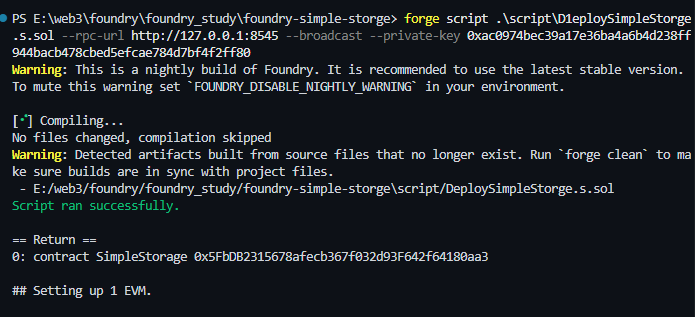 PS E:\web3\foundry\foundry_study\foundry-simple-storge> forge script .\script\D1eploySimpleStorge
.s.sol --rpc-url http://127.0.0.1:8545 --broadcast --private-key 0xac0974bec39a17e36ba4a6b4d238ff
944bacb478cbed5efcae784d7bf4f2ff80
Warning: This is a nightly build of Foundry. It is recommended to use the latest stable version.
To mute this warning set `FOUNDRY_DISABLE_NIGHTLY_WARNING` in your environment.
[⠊] Compiling...
No files changed, compilation skipped
Warning: Detected artifacts built from source files that no longer exist. Run `forge clean` to ma
ke sure builds are in sync with project files.
- E:/web3/foundry/foundry_study/foundry-simple-storge\script/DeploySimpleStorge.s.sol
Script ran successfully.
== Return ==
0: contract SimpleStorage 0x5FbDB2315678afecb367f032d93F642f64180aa3
## Setting up 1 EVM.